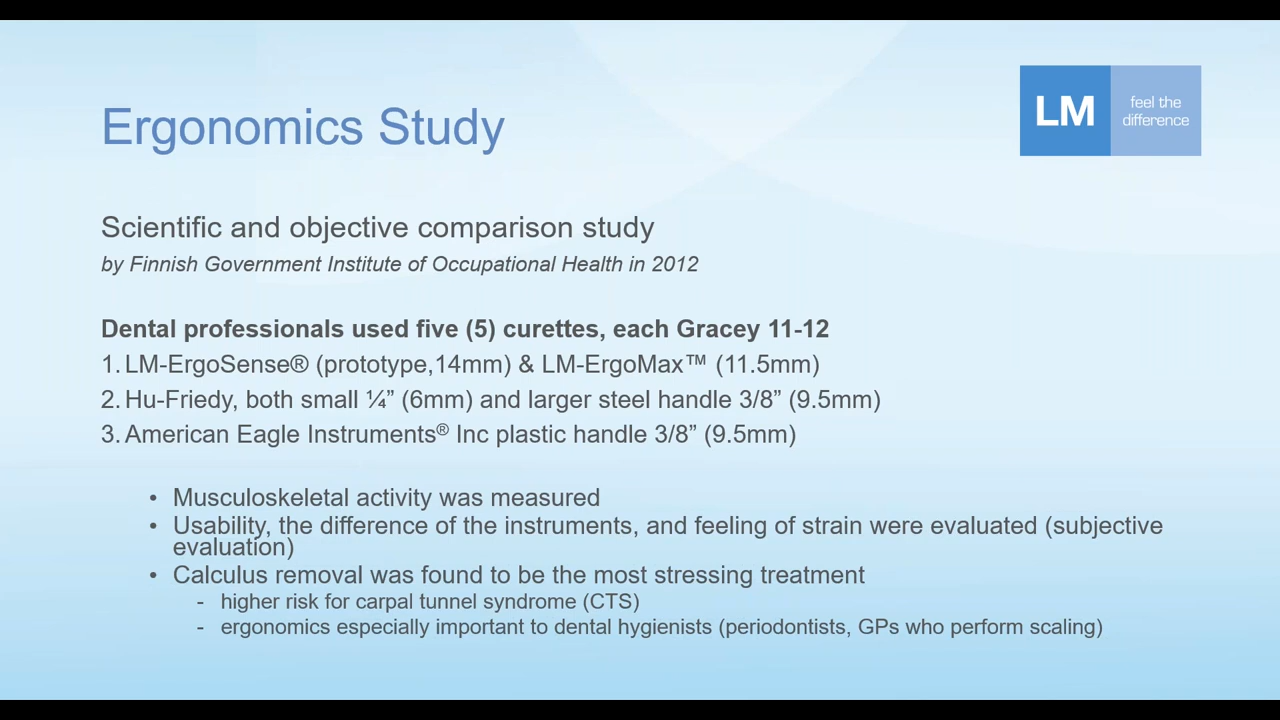 LM
feel the
difference
Ergonomics Study
Scientific and objective comparison study
by Finnish Government Institute of Occupational Health in 2012
Dental professionals used five (5) curettes, each Gracey 11-12
1. LM-ErgoSense® (prototype,14mm) & LM-ErgoMax™ (11.5mm)
2. Hu-Friedy, both small ¼” (6mm) and larger steel handle 3/8” (9.5mm)
3. American Eagle Instruments® Inc plastic handle 3/8” (9.5mm)
• Musculoskeletal activity was measured
• Usability, the difference of the instruments, and feeling of strain were evaluated (subjective
evaluation)
• Calculus removal was found to be the most stressing treatment
- higher risk for carpal tunnel syndrome (CTS)
- ergonomics especially important to dental hygienists (periodontists, GPs who perform scaling)